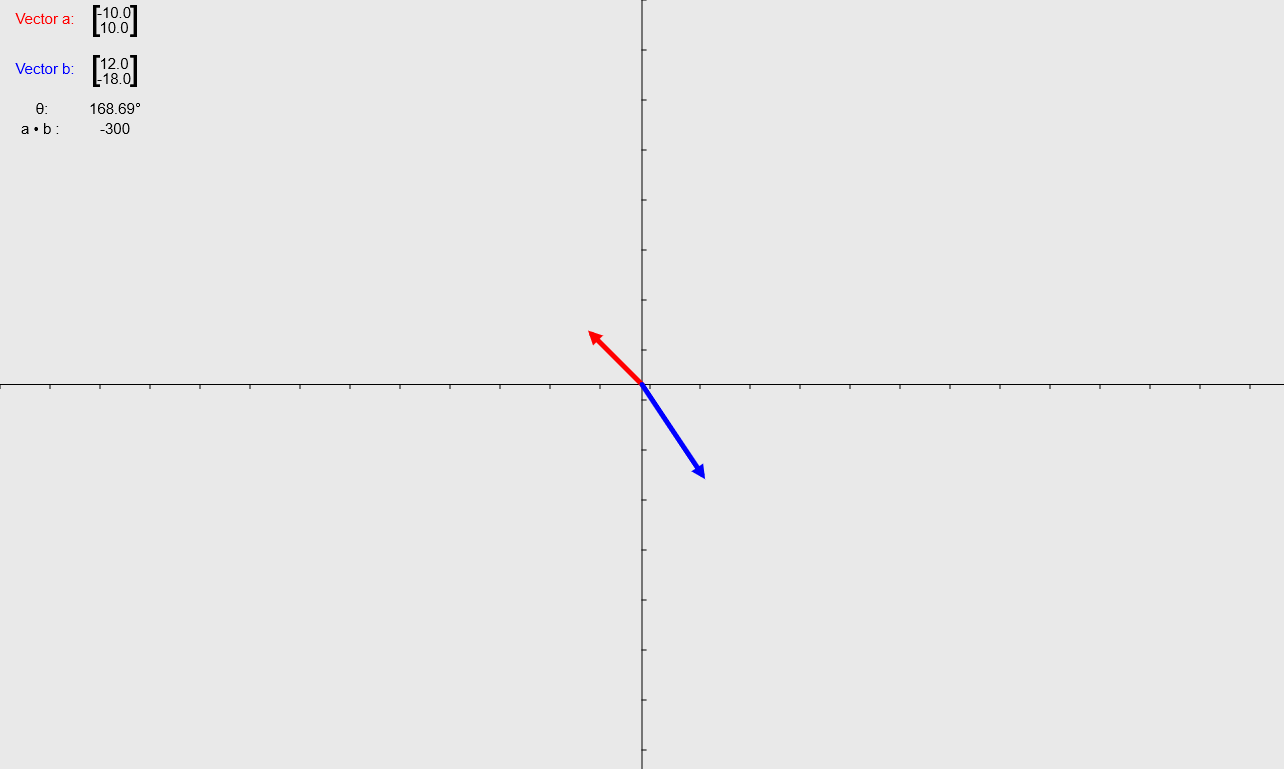 Vector a: [-10.0
10.0]
Vector b: [12.0
-18.0]
θ: 168.69°
a • b : -300